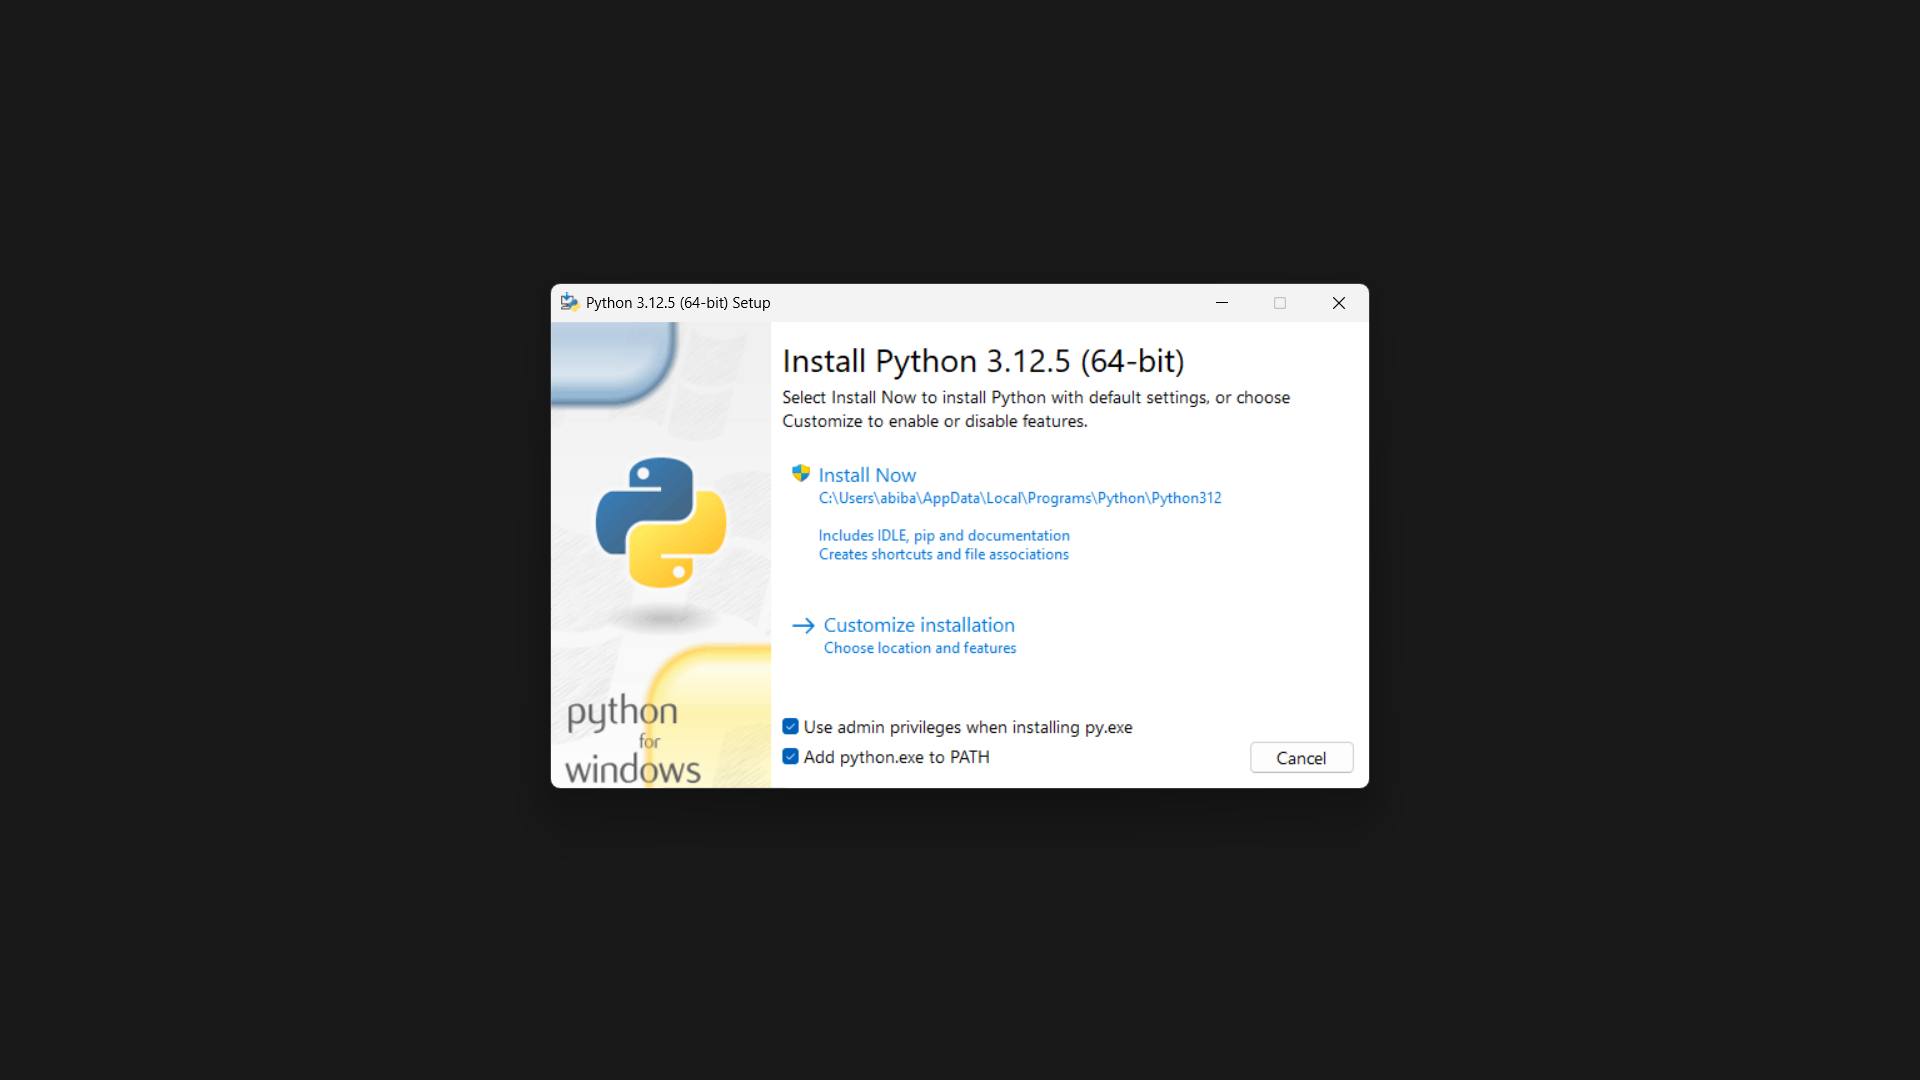 Python 3.12.5 (64-bit) Setup
Install Python 3.12.5 (64-bit)
Select Install Now to install Python with default settings, or choose
Customize to enable or disable features.
Install Now
C:\Users\abiba\AppData\Local\Programs\Python\Python312
Includes IDLE, pip and documentation
Creates shortcuts and file associations
Customize installation
Choose location and features
python
for
windows
Use admin privileges when installing py.exe
Add python.exe to PATH
Cancel